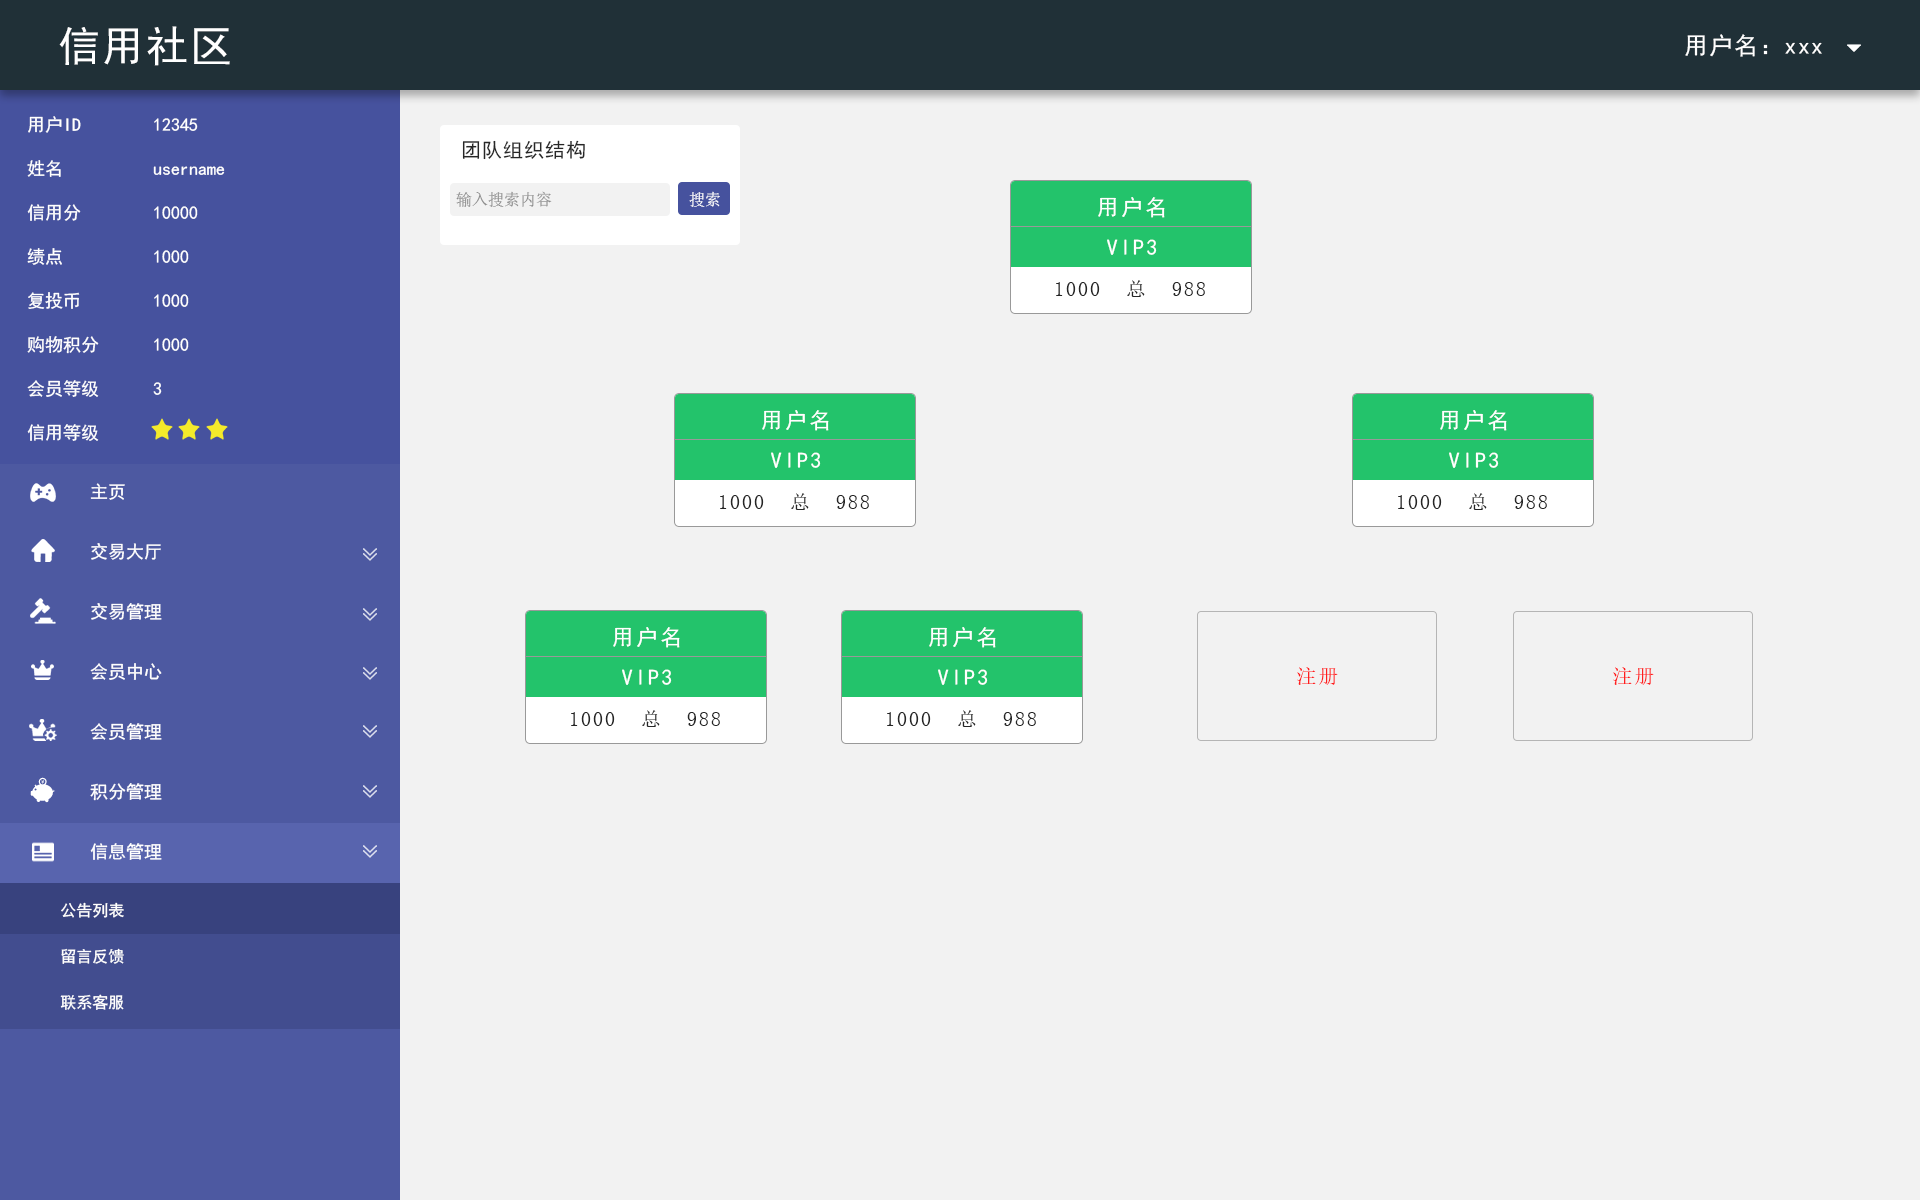 信用社区
用户名：xxx
用户ID 12345
姓名 username
信用分 10000
绩点 1000
复投币 1000
购物积分 1000
会员等级 3
信用等级
主页
交易大厅
交易管理
会员中心
会员管理
积分管理
信息管理
公告列表
留言反馈
联系客服
团队组织结构
输入搜索内容 搜索
用户名
VIP3
1000 总 988
用户名
VIP3
1000 总 988
用户名
VIP3
1000 总 988
用户名
VIP3
1000 总 988
用户名
VIP3
1000 总 988
注册
注册